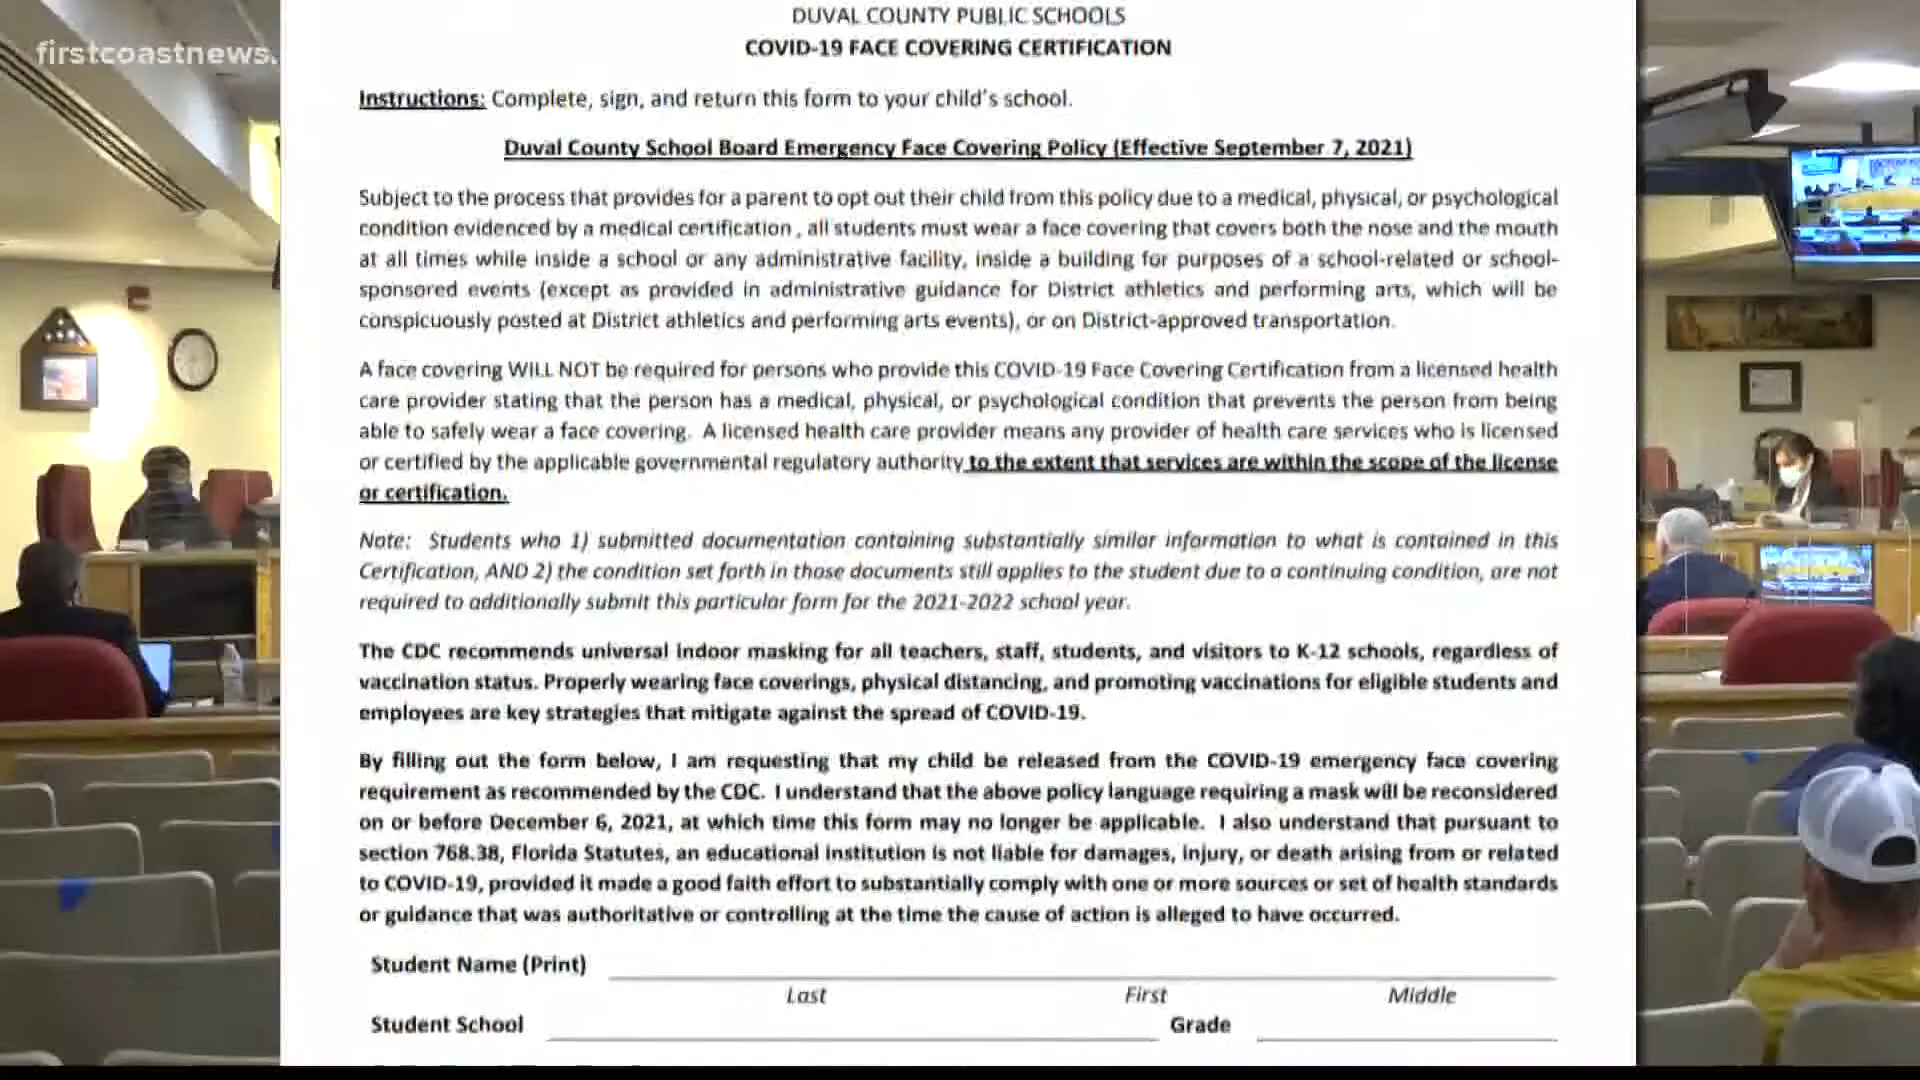 firstcoastnews.
DUVAL COUNTY PUBLIC SCHOOLS
COVID-19 FACE COVERING CERTIFICATION
Instructions: Complete, sign, and return this form to your child's school.
Duval County School Board Emergency Face Covering Policy (Effective September 7, 2021)
Subject to the process that provides for a parent to opt out their child from this policy due to a medical, physical, or psychological
condition evidenced by a medical certification , all students must wear a face covering that covers both the nose and the mouth
at all times while inside a school or any administrative facility, inside a building for purposes of a school-related or school-
sponsored events (except as provided in administrative guidance for District athletics and performing arts, which will be
conspicuously posted at District athletics and performing arts events), or on District-approved transportation.
A face covering WILL NOT be required for persons who provide this COVID-19 Face Covering Certification from a licensed health
care provider stating that the person has a medical, physical, or psychological condition that prevents the person from being
able to safely wear a face covering. A licensed health care provider means any provider of health care services who is licensed
or certified by the applicable governmental regulatory authority to the extent that services are within the scope of the license
or certification.
Note: Students who 1) submitted documentation containing substantially similar information to what is contained in this
Certification, AND 2) the condition set forth in those documents still applies to the student due to a continuing condition, are not
required to additionally submit this particular form for the 2021-2022 school year.
The CDC recommends universal indoor masking for all teachers, staff, students, and visitors to K-12 schools, regardless of
vaccination status. Properly wearing face coverings, physical distancing, and promoting vaccinations for eligible students and
employees are key strategies that mitigate against the spread of COVID-19.
By filling out the form below, I am requesting that my child be released from the COVID-19 emergency face covering
requirement as recommended by the CDC. I understand that the above policy language requiring a mask will be reconsidered
on or before December 6, 2021, at which time this form may no longer be applicable. I also understand that pursuant to
section 768.38, Florida Statutes, an educational institution is not liable for damages, injury, or death arising from or related
to COVID-19, provided it made a good faith effort to substantially comply with one or more sources or set of health standards
or guidance that was authoritative or controlling at the time the cause of action is alleged to have occurred.
Student Name (Print)
Last First Middle
Student School Grade